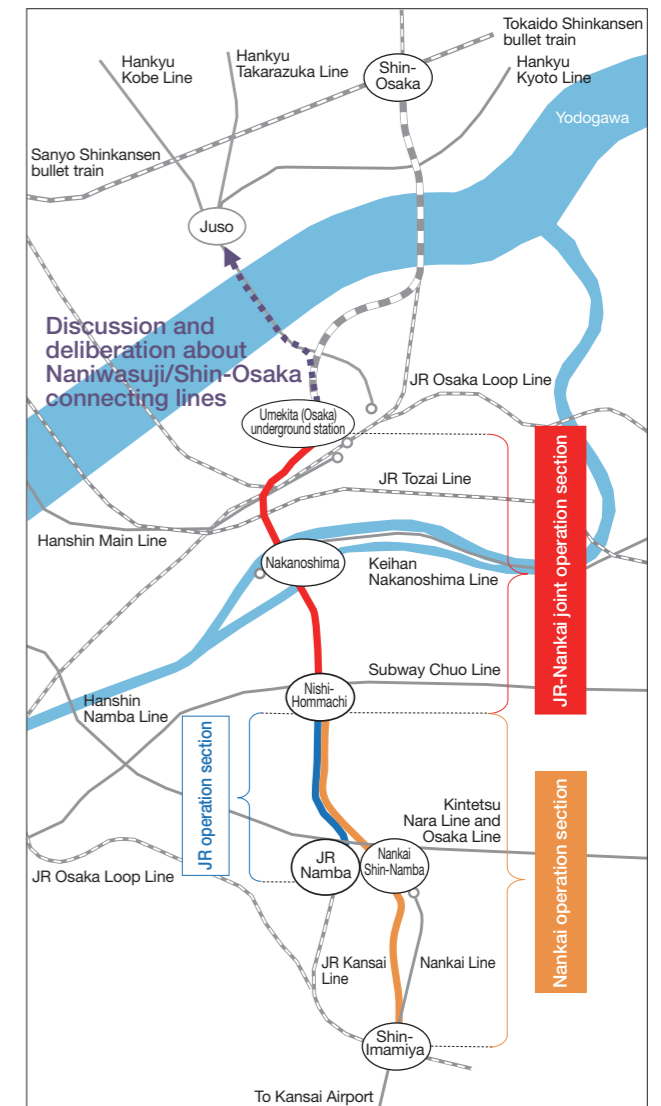 Tokaido Shinkansen
bullet train
Hankyu
Kobe Line
Hankyu
Takarazuka Line
Shin-
Osaka
Hankyu
Kyoto Line
Yodogawa
Sanyo Shinkansen
bullet train
Juso
Discussion and
deliberation about
Naniwasuji/Shin-Osaka
connecting lines
JR Osaka Loop Line
Umekita (Osaka)
underground station
JR Tozai Line
Hanshin Main Line
Nakanoshima
Keihan
Nakanoshima Line
JR-Nankai joint operation section
Subway Chuo Line
Nishi-
Hommachi
Hanshin
Namba Line
JR operation section
Kintetsu
Nara Line and
Osaka Line
JR
Namba
Nankai
Shin-Namba
Nankai operation section
JR Osaka Loop Line
JR Kansai
Line
Nankai Line
Shin-
Imamiya
To Kansai Airport